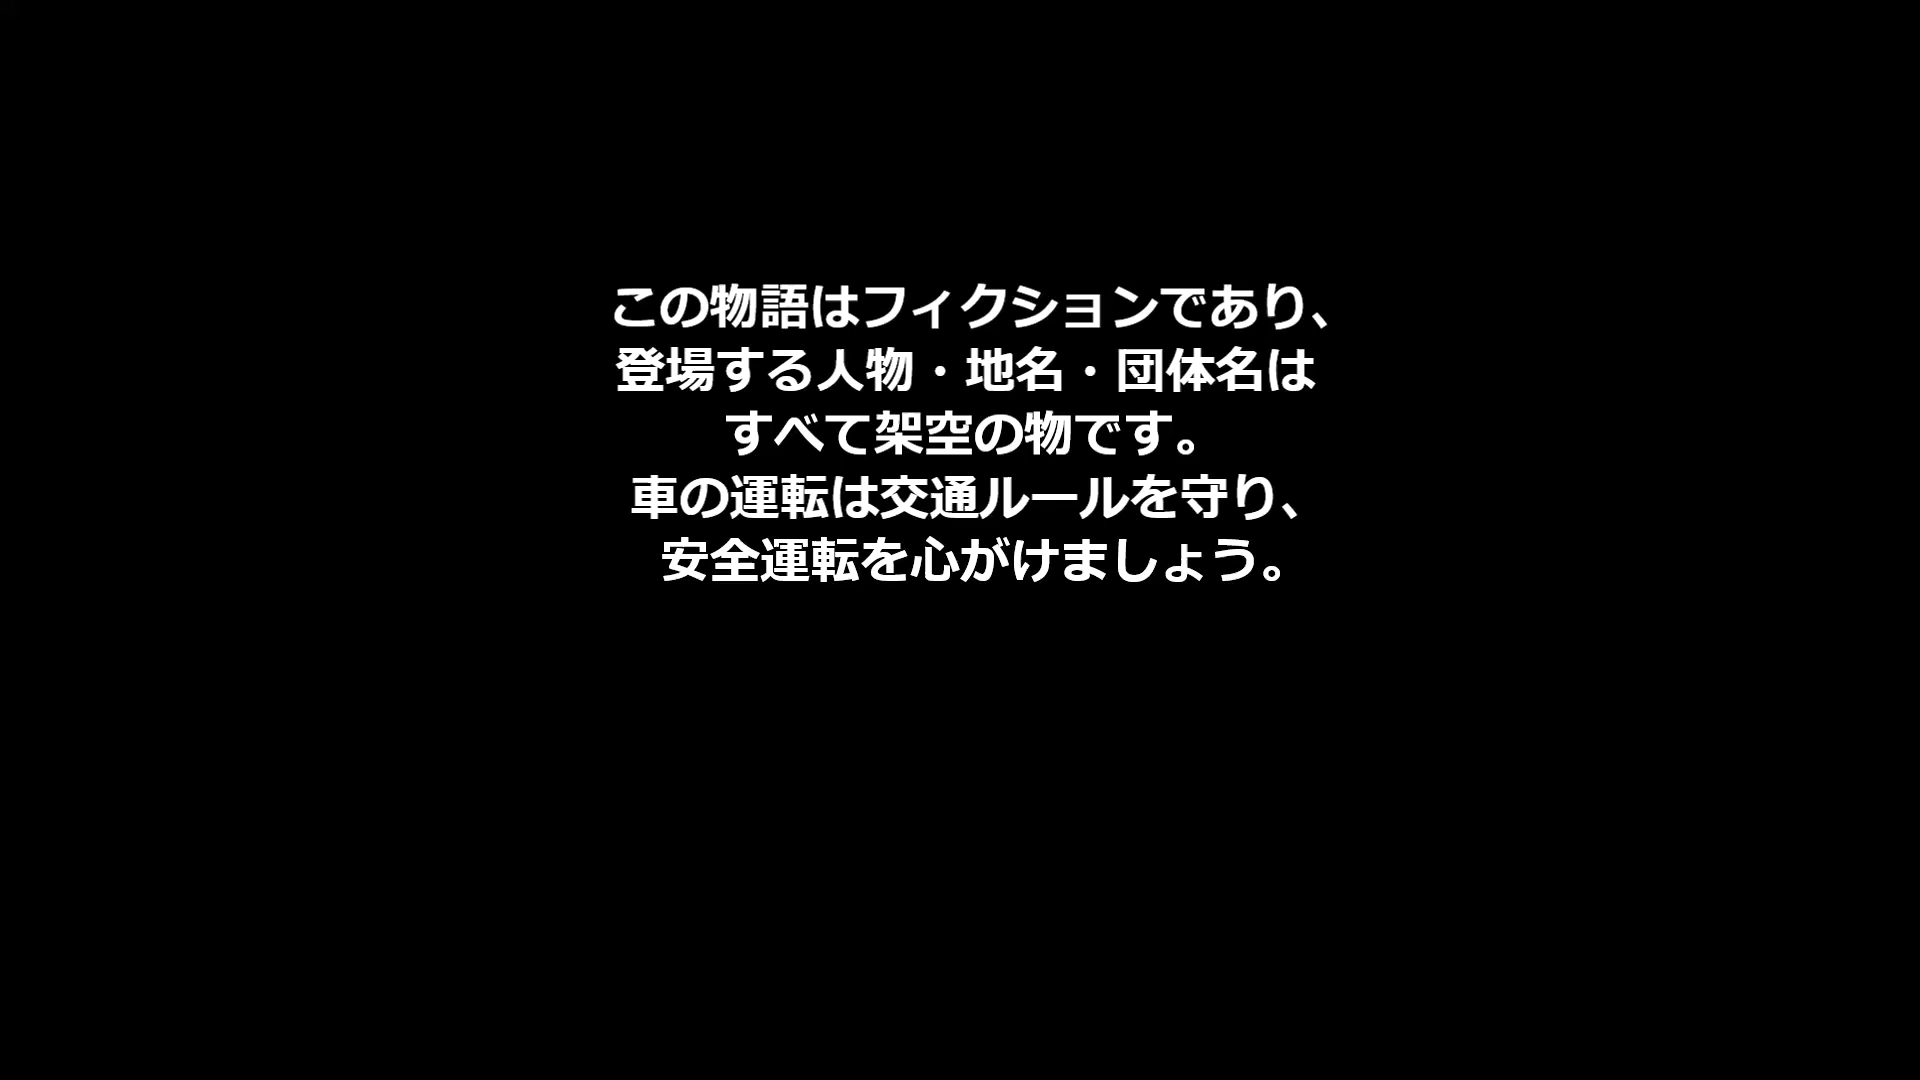 この物語はフィクションであり、
登場する人物・地名・団体名は
すべて架空の物です。
車の運転は交通ルールを守り、
安全運転を心がけましょう。